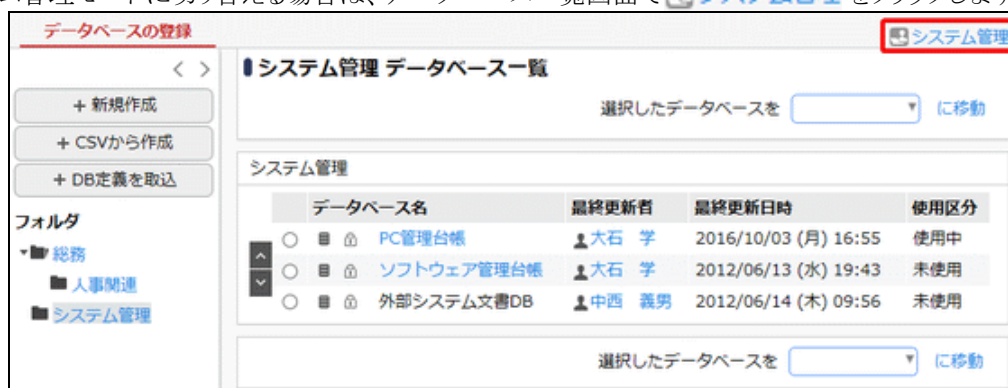 データベースの登録
システム管理
システム管理 データベース一覧
+ 新規作成
選択したデータベースを に移動
+ CSVから作成
+ DB定義を取込
システム管理
データベース名 最終更新者 最終更新日時 使用区分
フォルダ
PC管理台帳 大石 学 2016/10/03 (月) 16:55 使用中
総務
ソフトウェア管理台帳 大石 学 2012/06/13 (水) 19:43 未使用
人事関連
外部システム文書DB 中西 義男 2012/06/14 (木) 09:56 未使用
システム管理
選択したデータベースを に移動